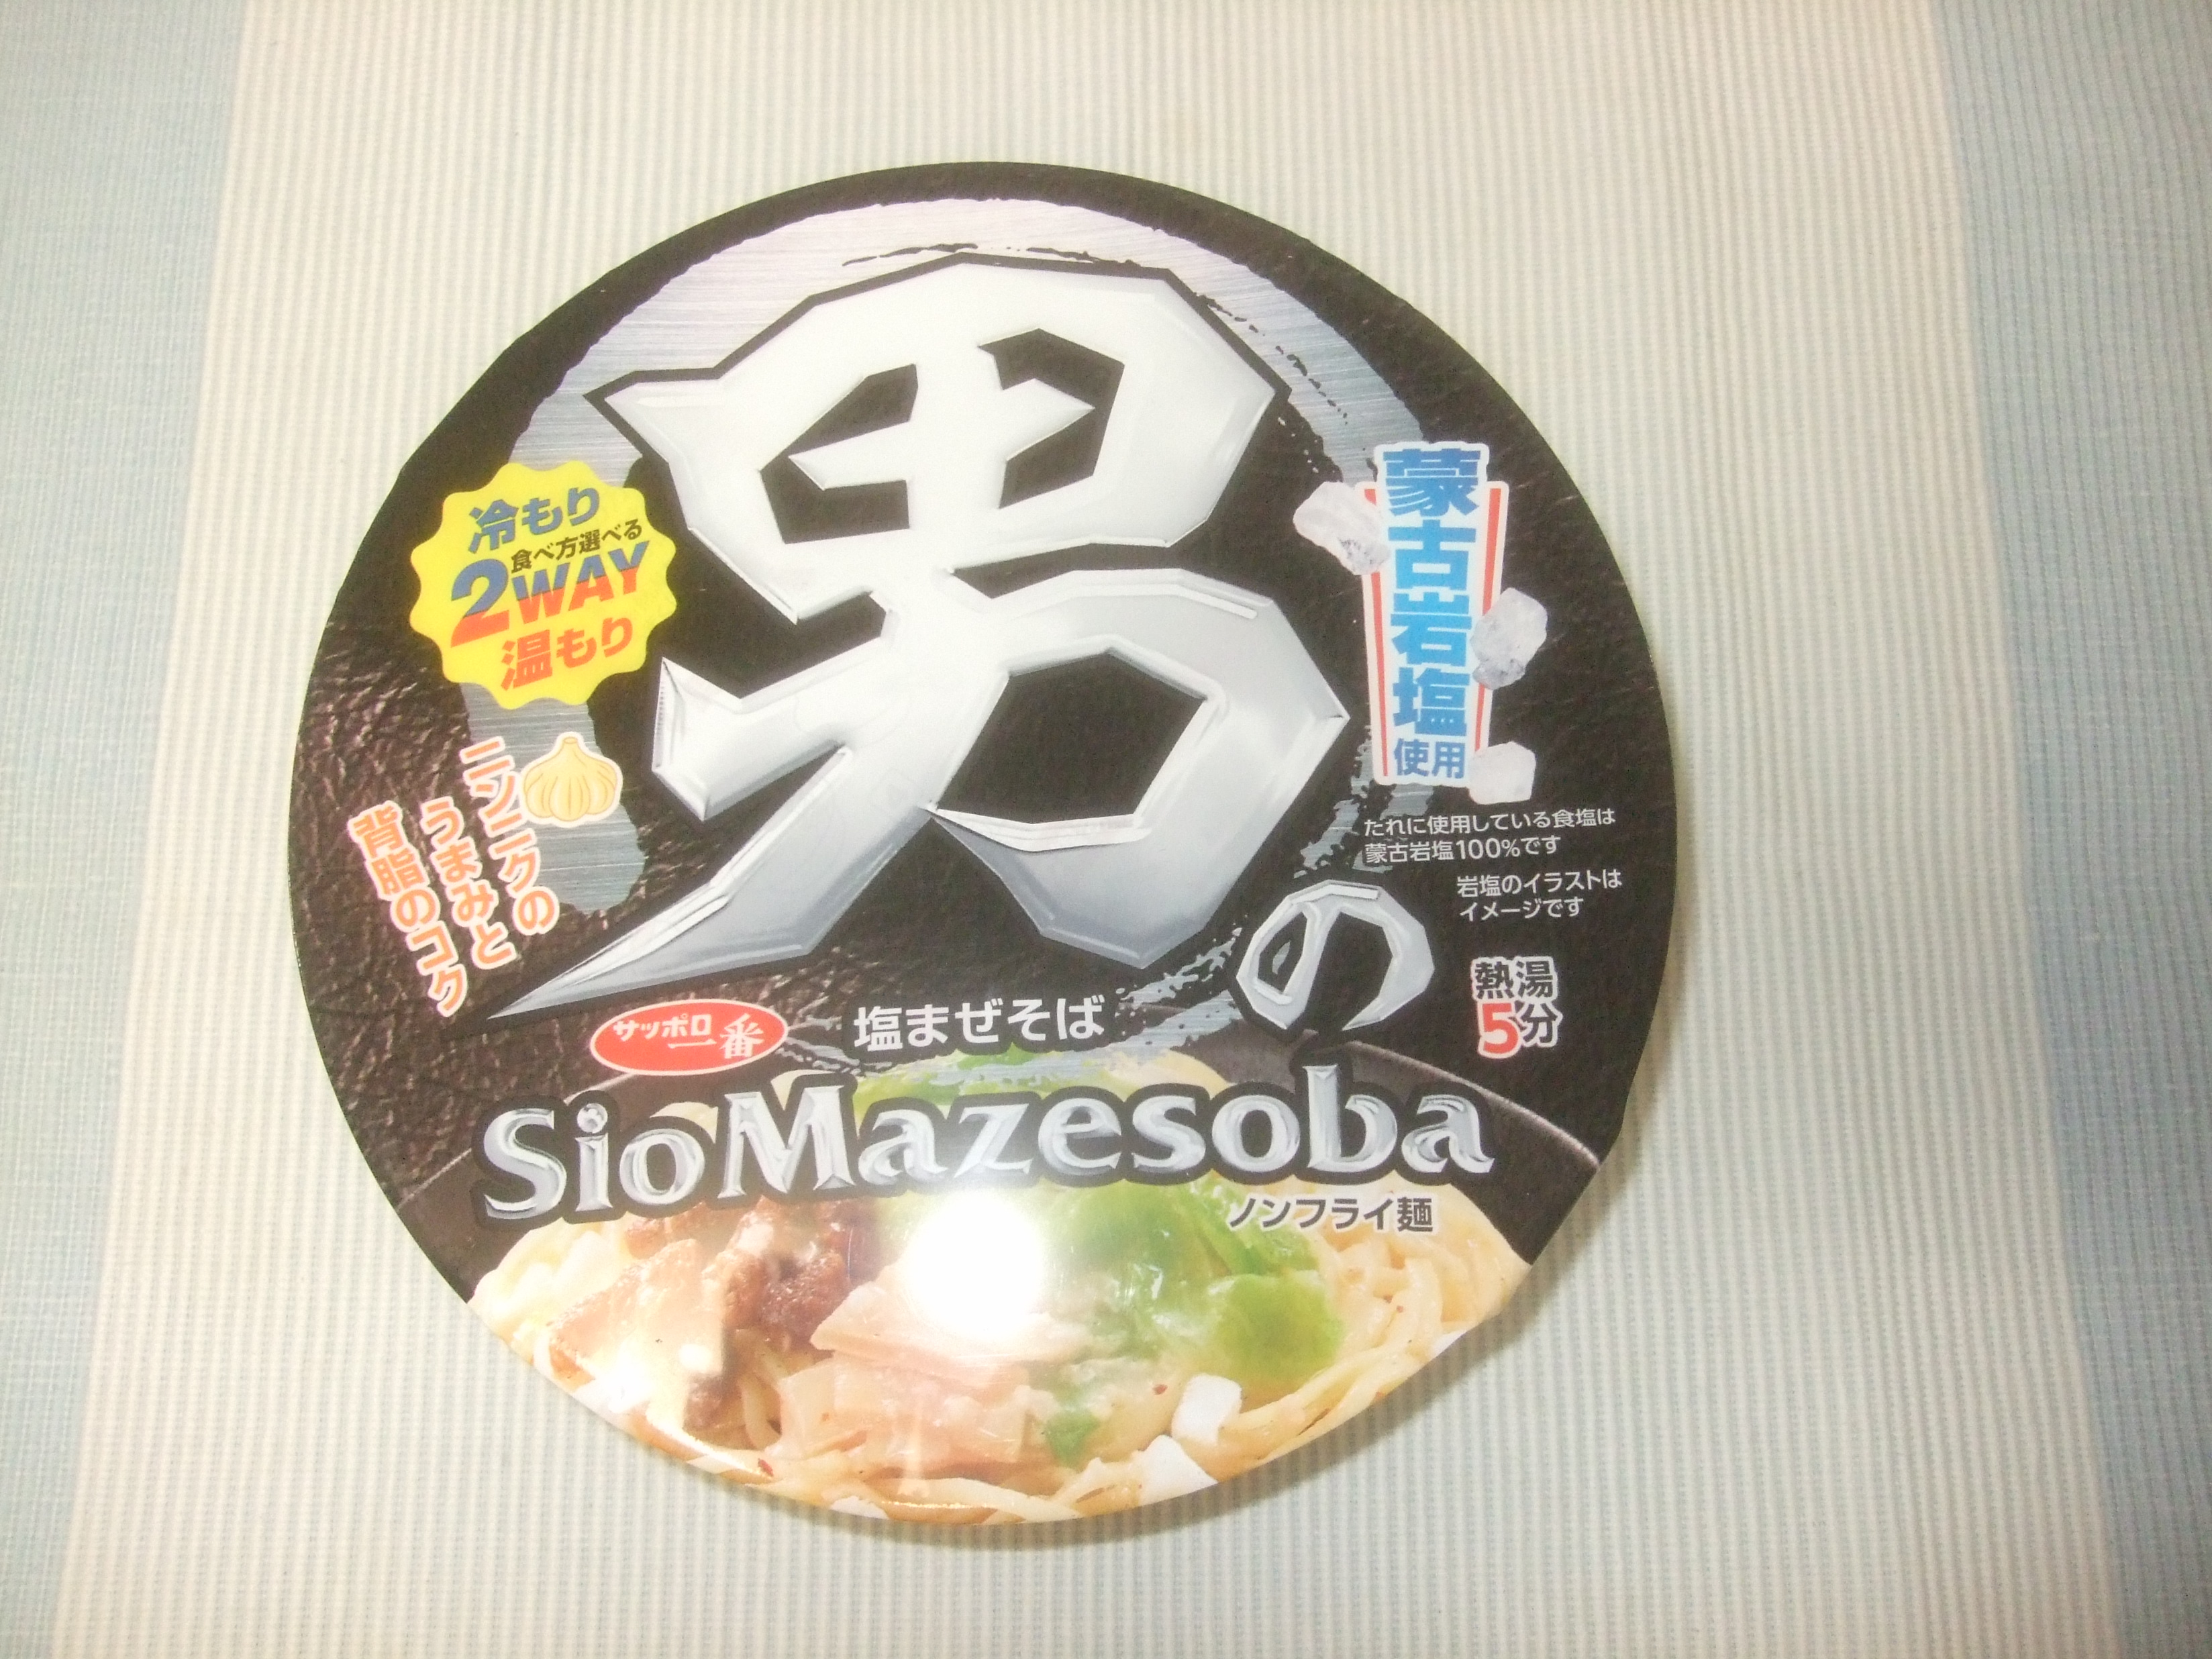 男の
冷もり
食べ方選べる
2WAY
温もり
蒙古岩塩
使用
ニンニクの
うまみと
背脂のコク
たれに使用している食塩は
蒙古岩塩100%です
岩塩のイラストは
イメージです
熱湯
5分
サッポロ一番
塩まぜそば
SioMazesoba
ノンフライ麺